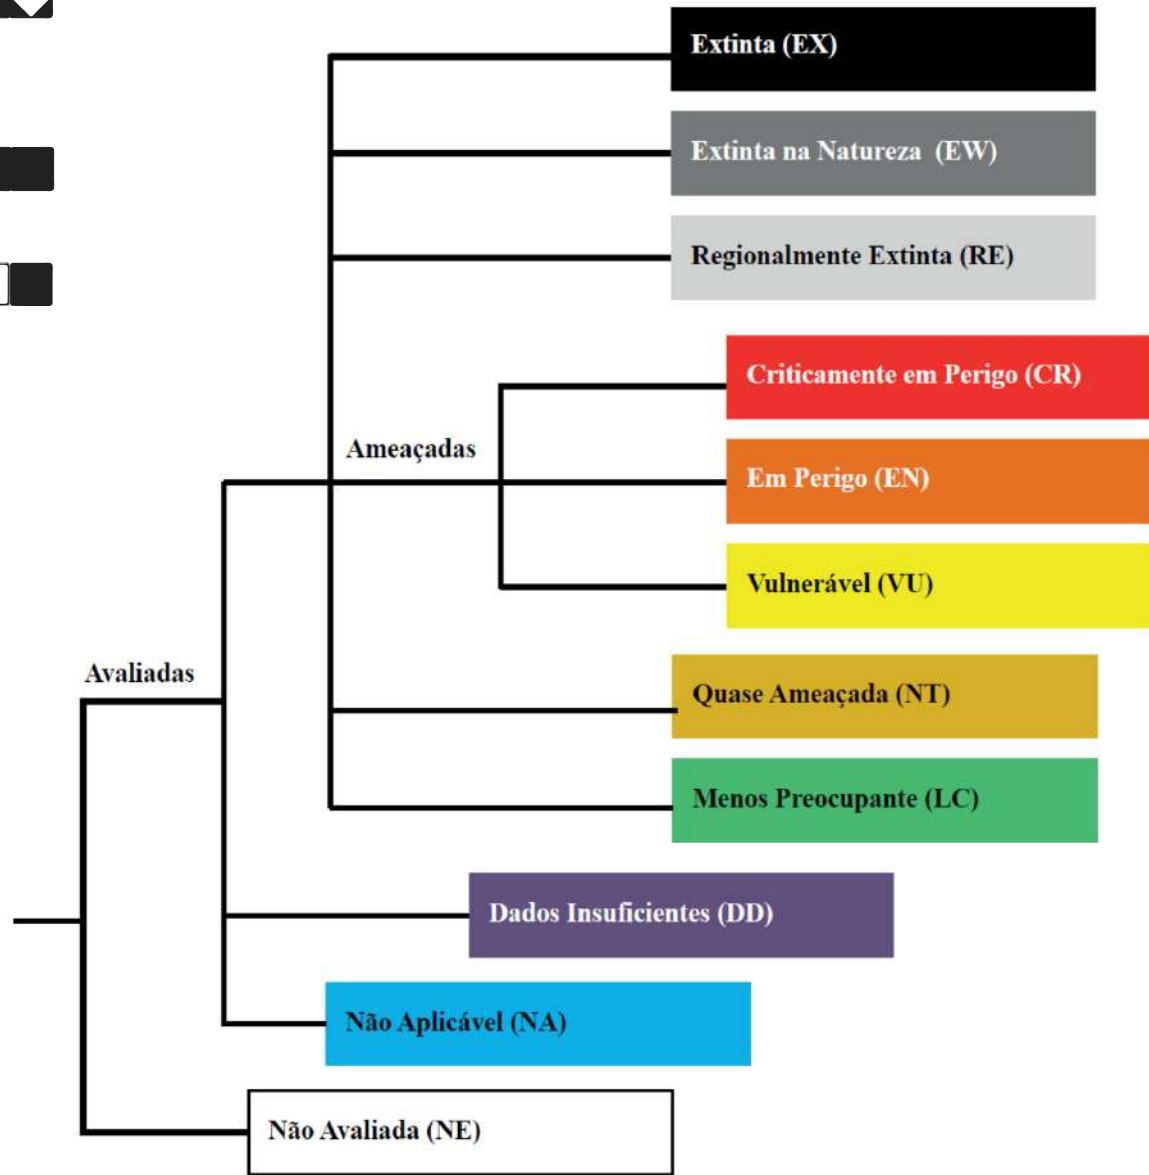 Extinta (EX)
Extinta na Natureza (EW)
Regionalmente Extinta (RE)
Criticamente em Perigo (CR)
Ameaçadas
Em Perigo (EN)
Vulnerável (VU)
Avaliadas
Quase Ameaçada (NT)
Menos Preocupante (LC)
Dados Insuficientes (DD)
Não Aplicável (NA)
Não Avaliada (NE)